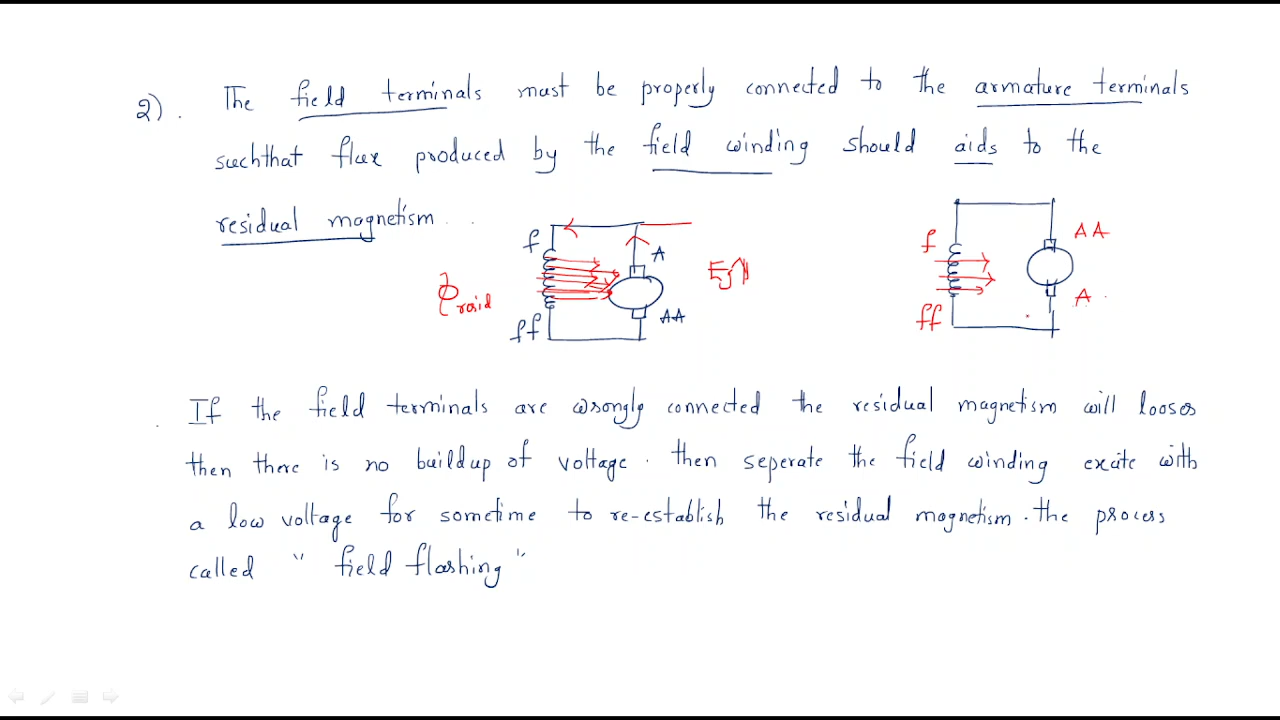 2). The field terminals must be properly connected to the armature terminals
suchthat flux produced by the field winding should aids to the
residual magnetism.
f A
Eg↑
ff AA
f AA
ff A
If the field terminals are wrongly connected the residual magnetism will looses
then there is no buildup of voltage. then seperate the field winding exite with
a low voltage for sometime to re-establish the residual magnetism. the process
called "field flashing"